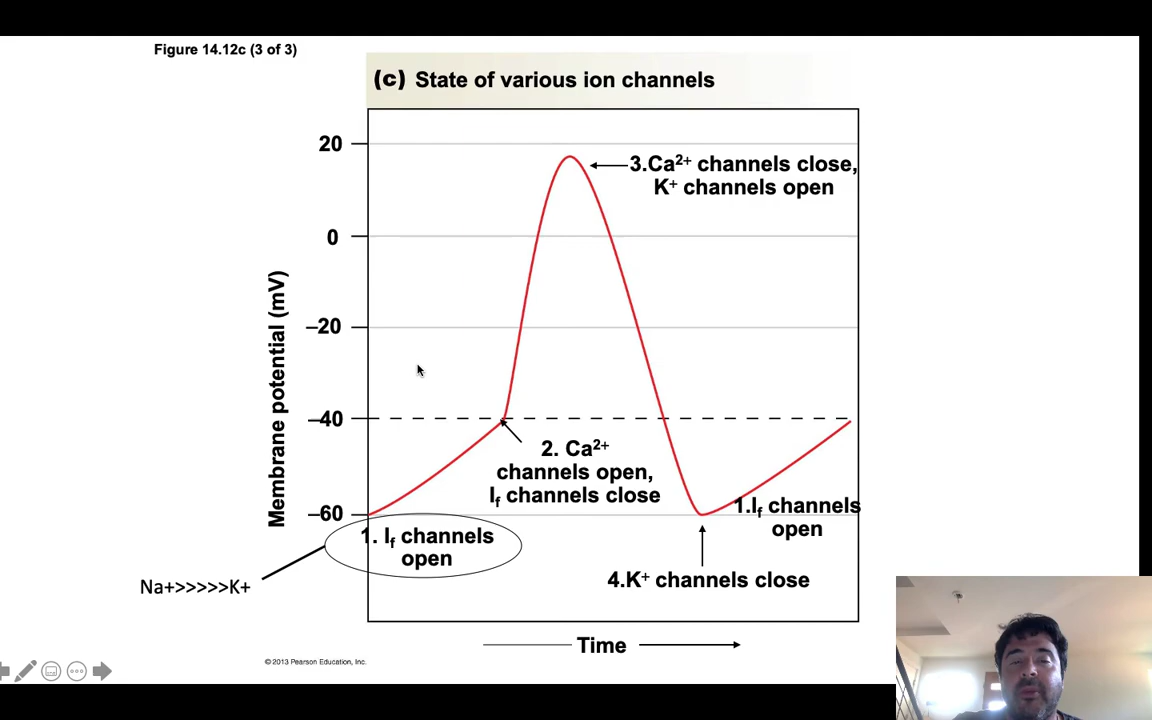 Figure 14.12c (3 of 3)
(c) State of various ion channels
20
0
–20
–40
–60
Membrane potential (mV)
3.Ca²⁺ channels close,
K⁺ channels open
2. Ca²⁺
channels open,
If channels close
1. If channels
open
1.If channels
open
4.K⁺ channels close
Na+>>>>>K+
Time
© 2013 Pearson Education, Inc.